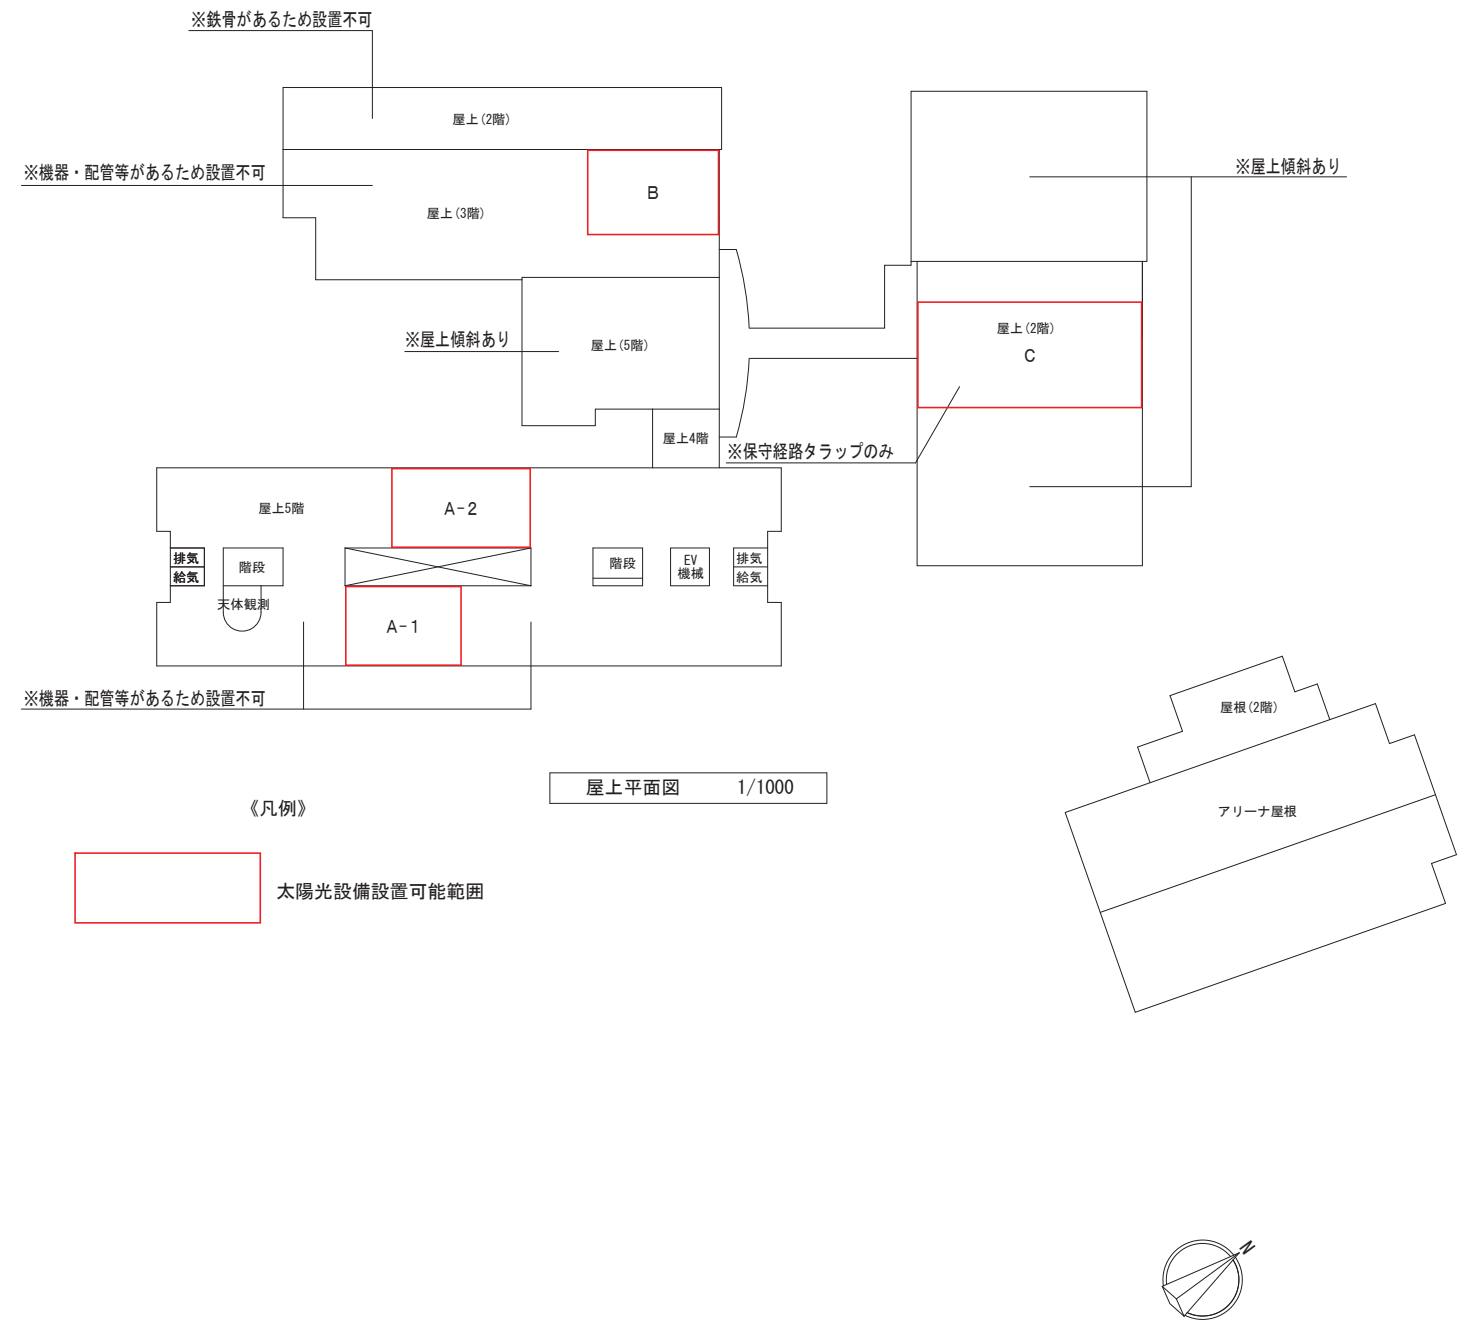 ※鉄骨があるため設置不可
屋上(2階)
※機器・配管等があるため設置不可
B
屋上(3階)
※屋上傾斜あり
屋上(2階)
C
※屋上傾斜あり
屋上(5階)
屋上4階
※保守経路タラップのみ
屋上5階
A-2
排気
給気
階段
天体観測
階段
EV
機械
排気
給気
A-1
※機器・配管等があるため設置不可
屋根(2階)
アリーナ屋根
屋上平面図 1/1000
《凡例》
太陽光設備設置可能範囲
N